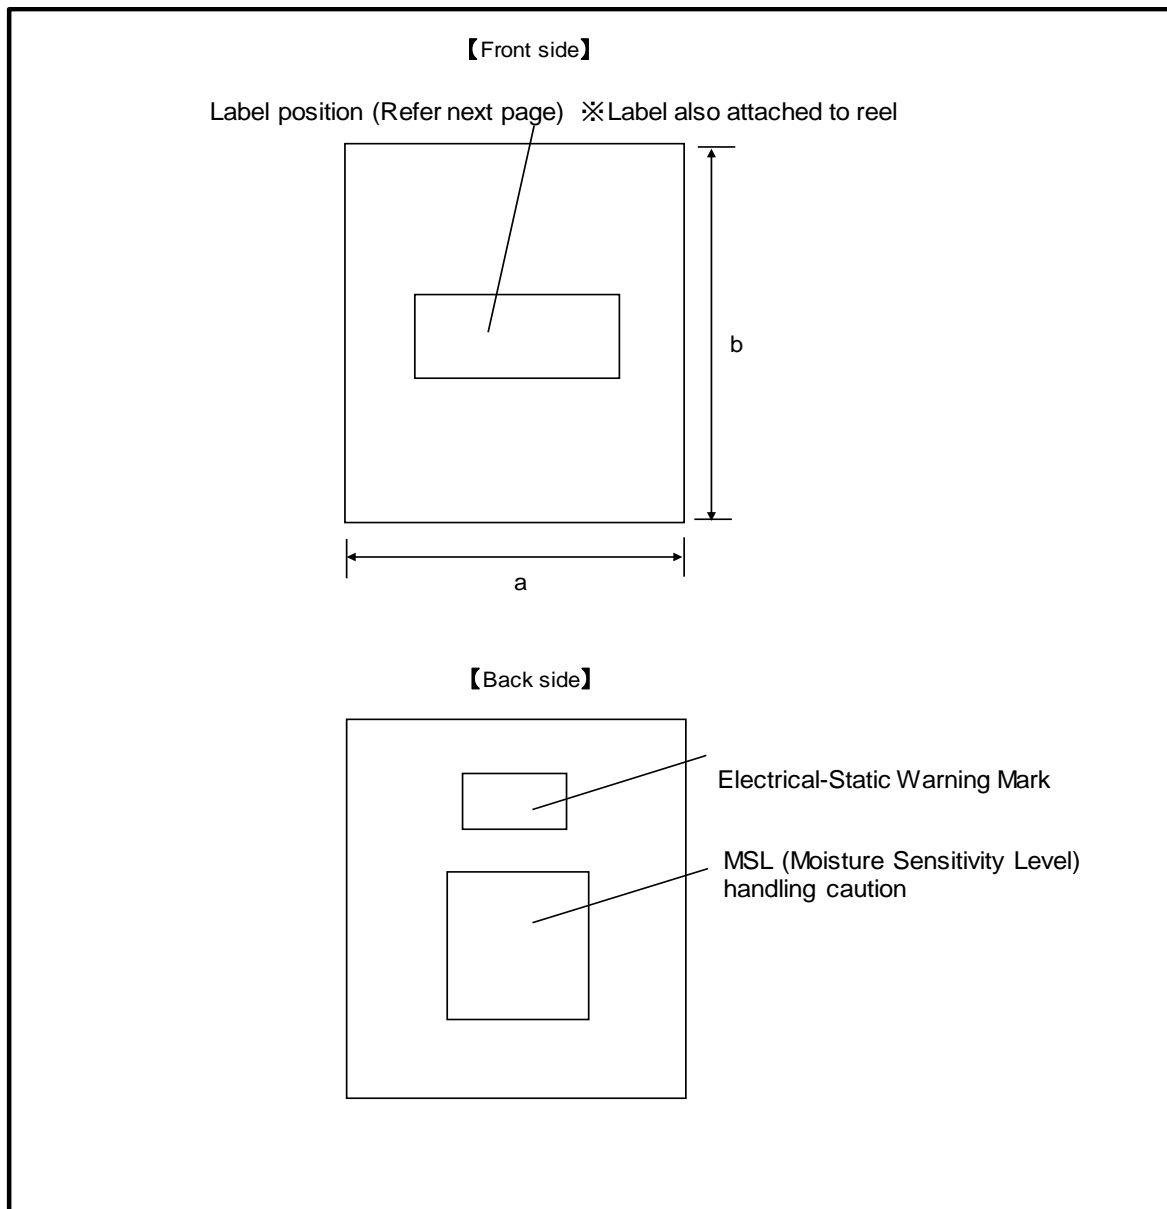 【Front side】
Label position (Refer next page) ※Label also attached to reel
b
a
【Back side】
Electrical-Static Warning Mark
MSL (Moisture Sensitivity Level)
handling caution